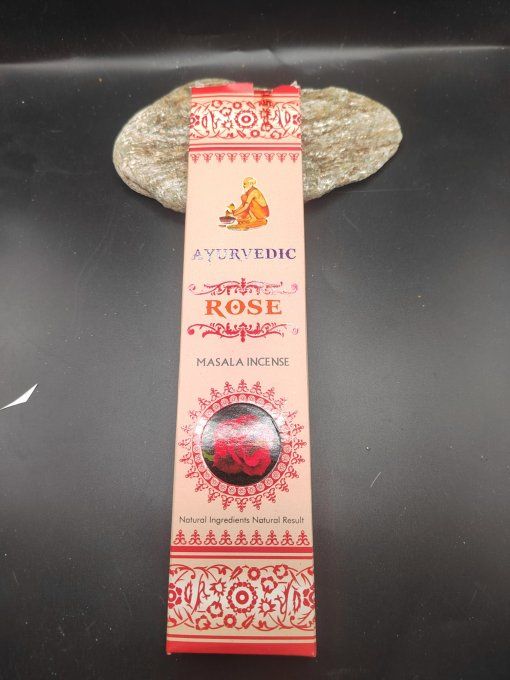 AYURVEDIC
ROSE
MASALA INCENSE
Natural Ingredients Natural Result